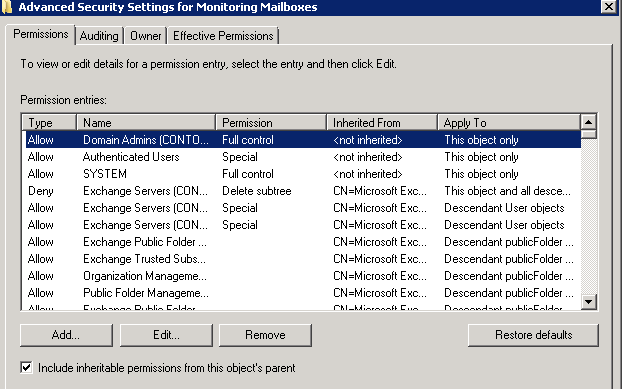 Advanced Security Settings for Monitoring Mailboxes
Permissions Auditing Owner Effective Permissions
To view or edit details for a permission entry, select the entry and then click Edit.
Permission entries:
Type Name Permission Inherited From Apply To
Allow Domain Admins (CONTO... Full control <not inherited> This object only
Allow Authenticated Users Special <not inherited> This object only
Allow SYSTEM Full control <not inherited> This object only
Deny Exchange Servers (CON... Delete subtree CN=Microsoft Exc... This object and all desce...
Allow Exchange Servers (CON... Special CN=Microsoft Exc... Descendant User objects
Allow Exchange Servers (CON... Special CN=Microsoft Exc... Descendant User objects
Allow Exchange Public Folder ... CN=Microsoft Exc... Descendant publicFolder ...
Allow Exchange Trusted Subs... CN=Microsoft Exc... Descendant publicFolder ...
Allow Organization Manageme... CN=Microsoft Exc... Descendant publicFolder ...
Allow Public Folder Manageme... CN=Microsoft Exc... Descendant publicFolder ...
Allow Exchange Public Folder CN=Microsoft Exc Descendant publicFolder
Add... Edit... Remove Restore defaults
Include inheritable permissions from this object's parent